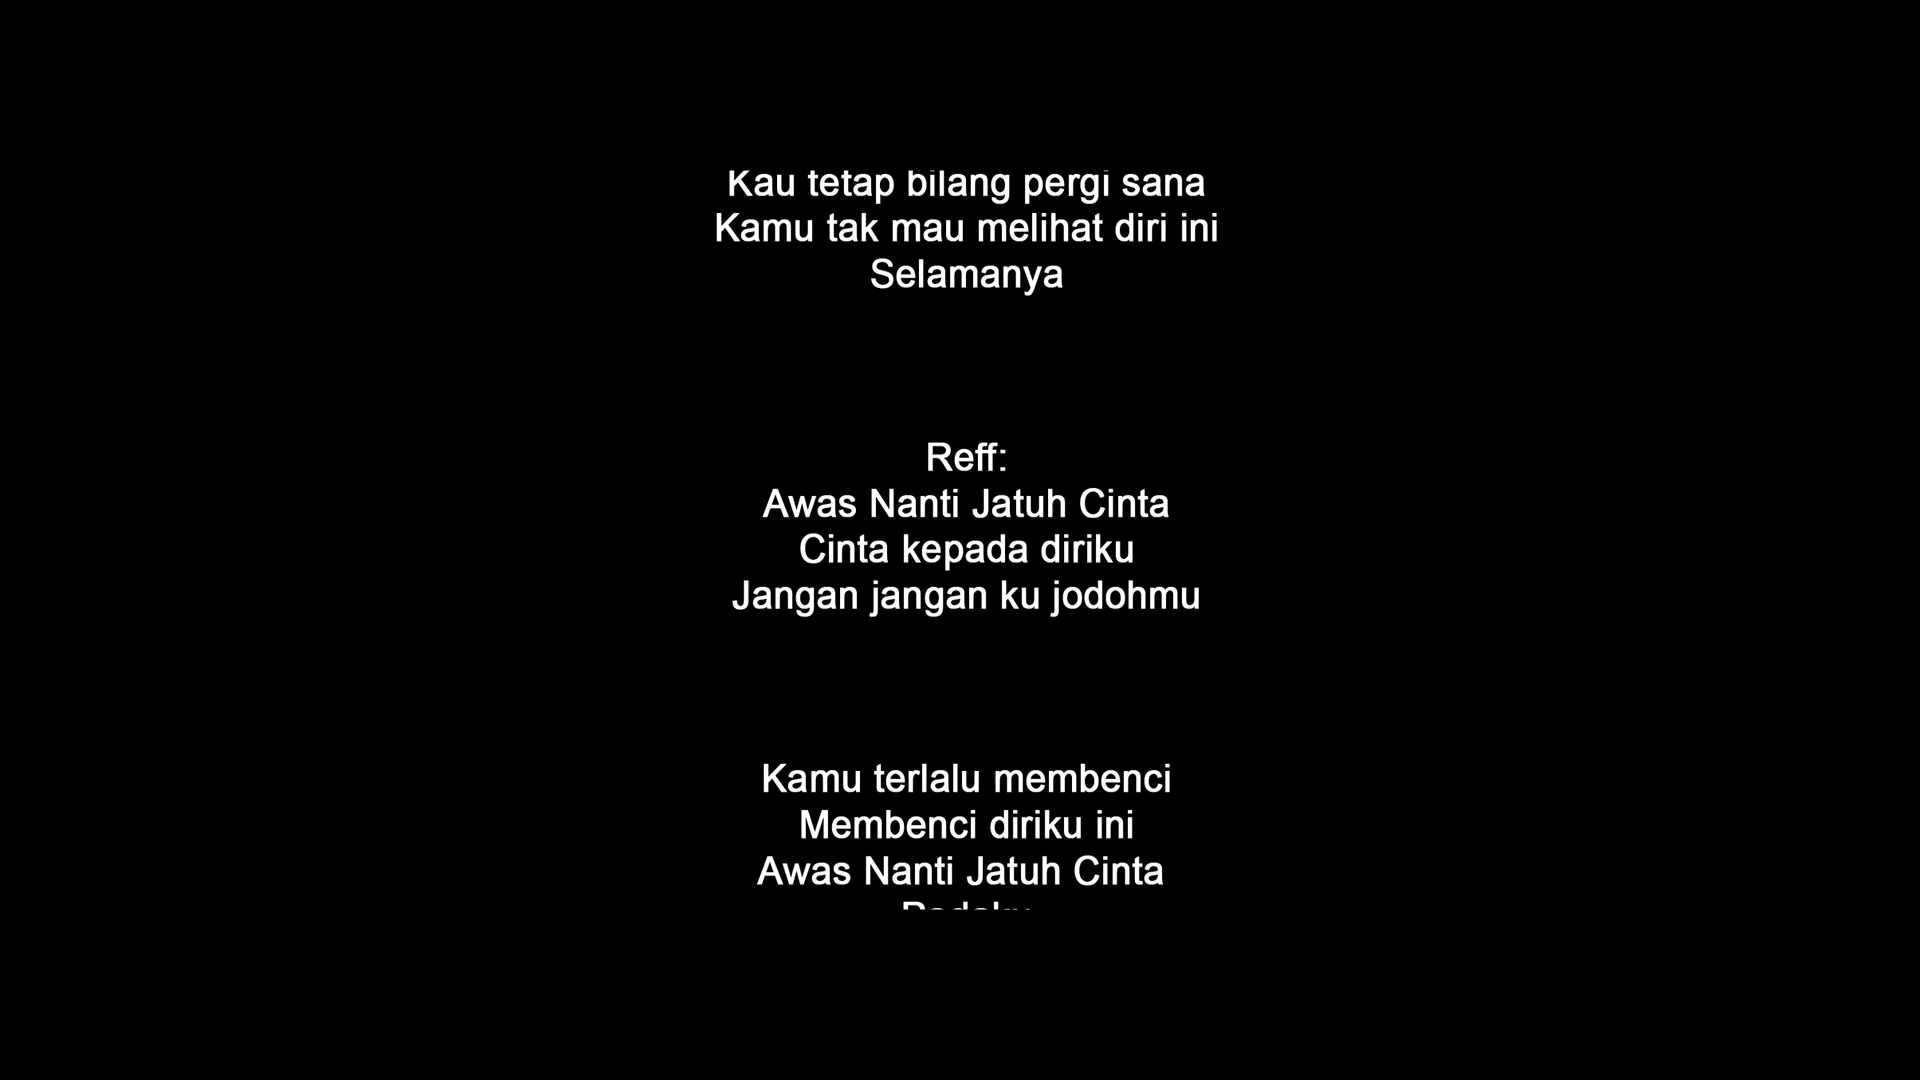 Kau tetap bilang pergi sana
Kamu tak mau melihat diri ini
Selamanya
Reff:
Awas Nanti Jatuh Cinta
Cinta kepada diriku
Jangan jangan ku jodohmu
Kamu terlalu membenci
Membenci diriku ini
Awas Nanti Jatuh Cinta
Padaku